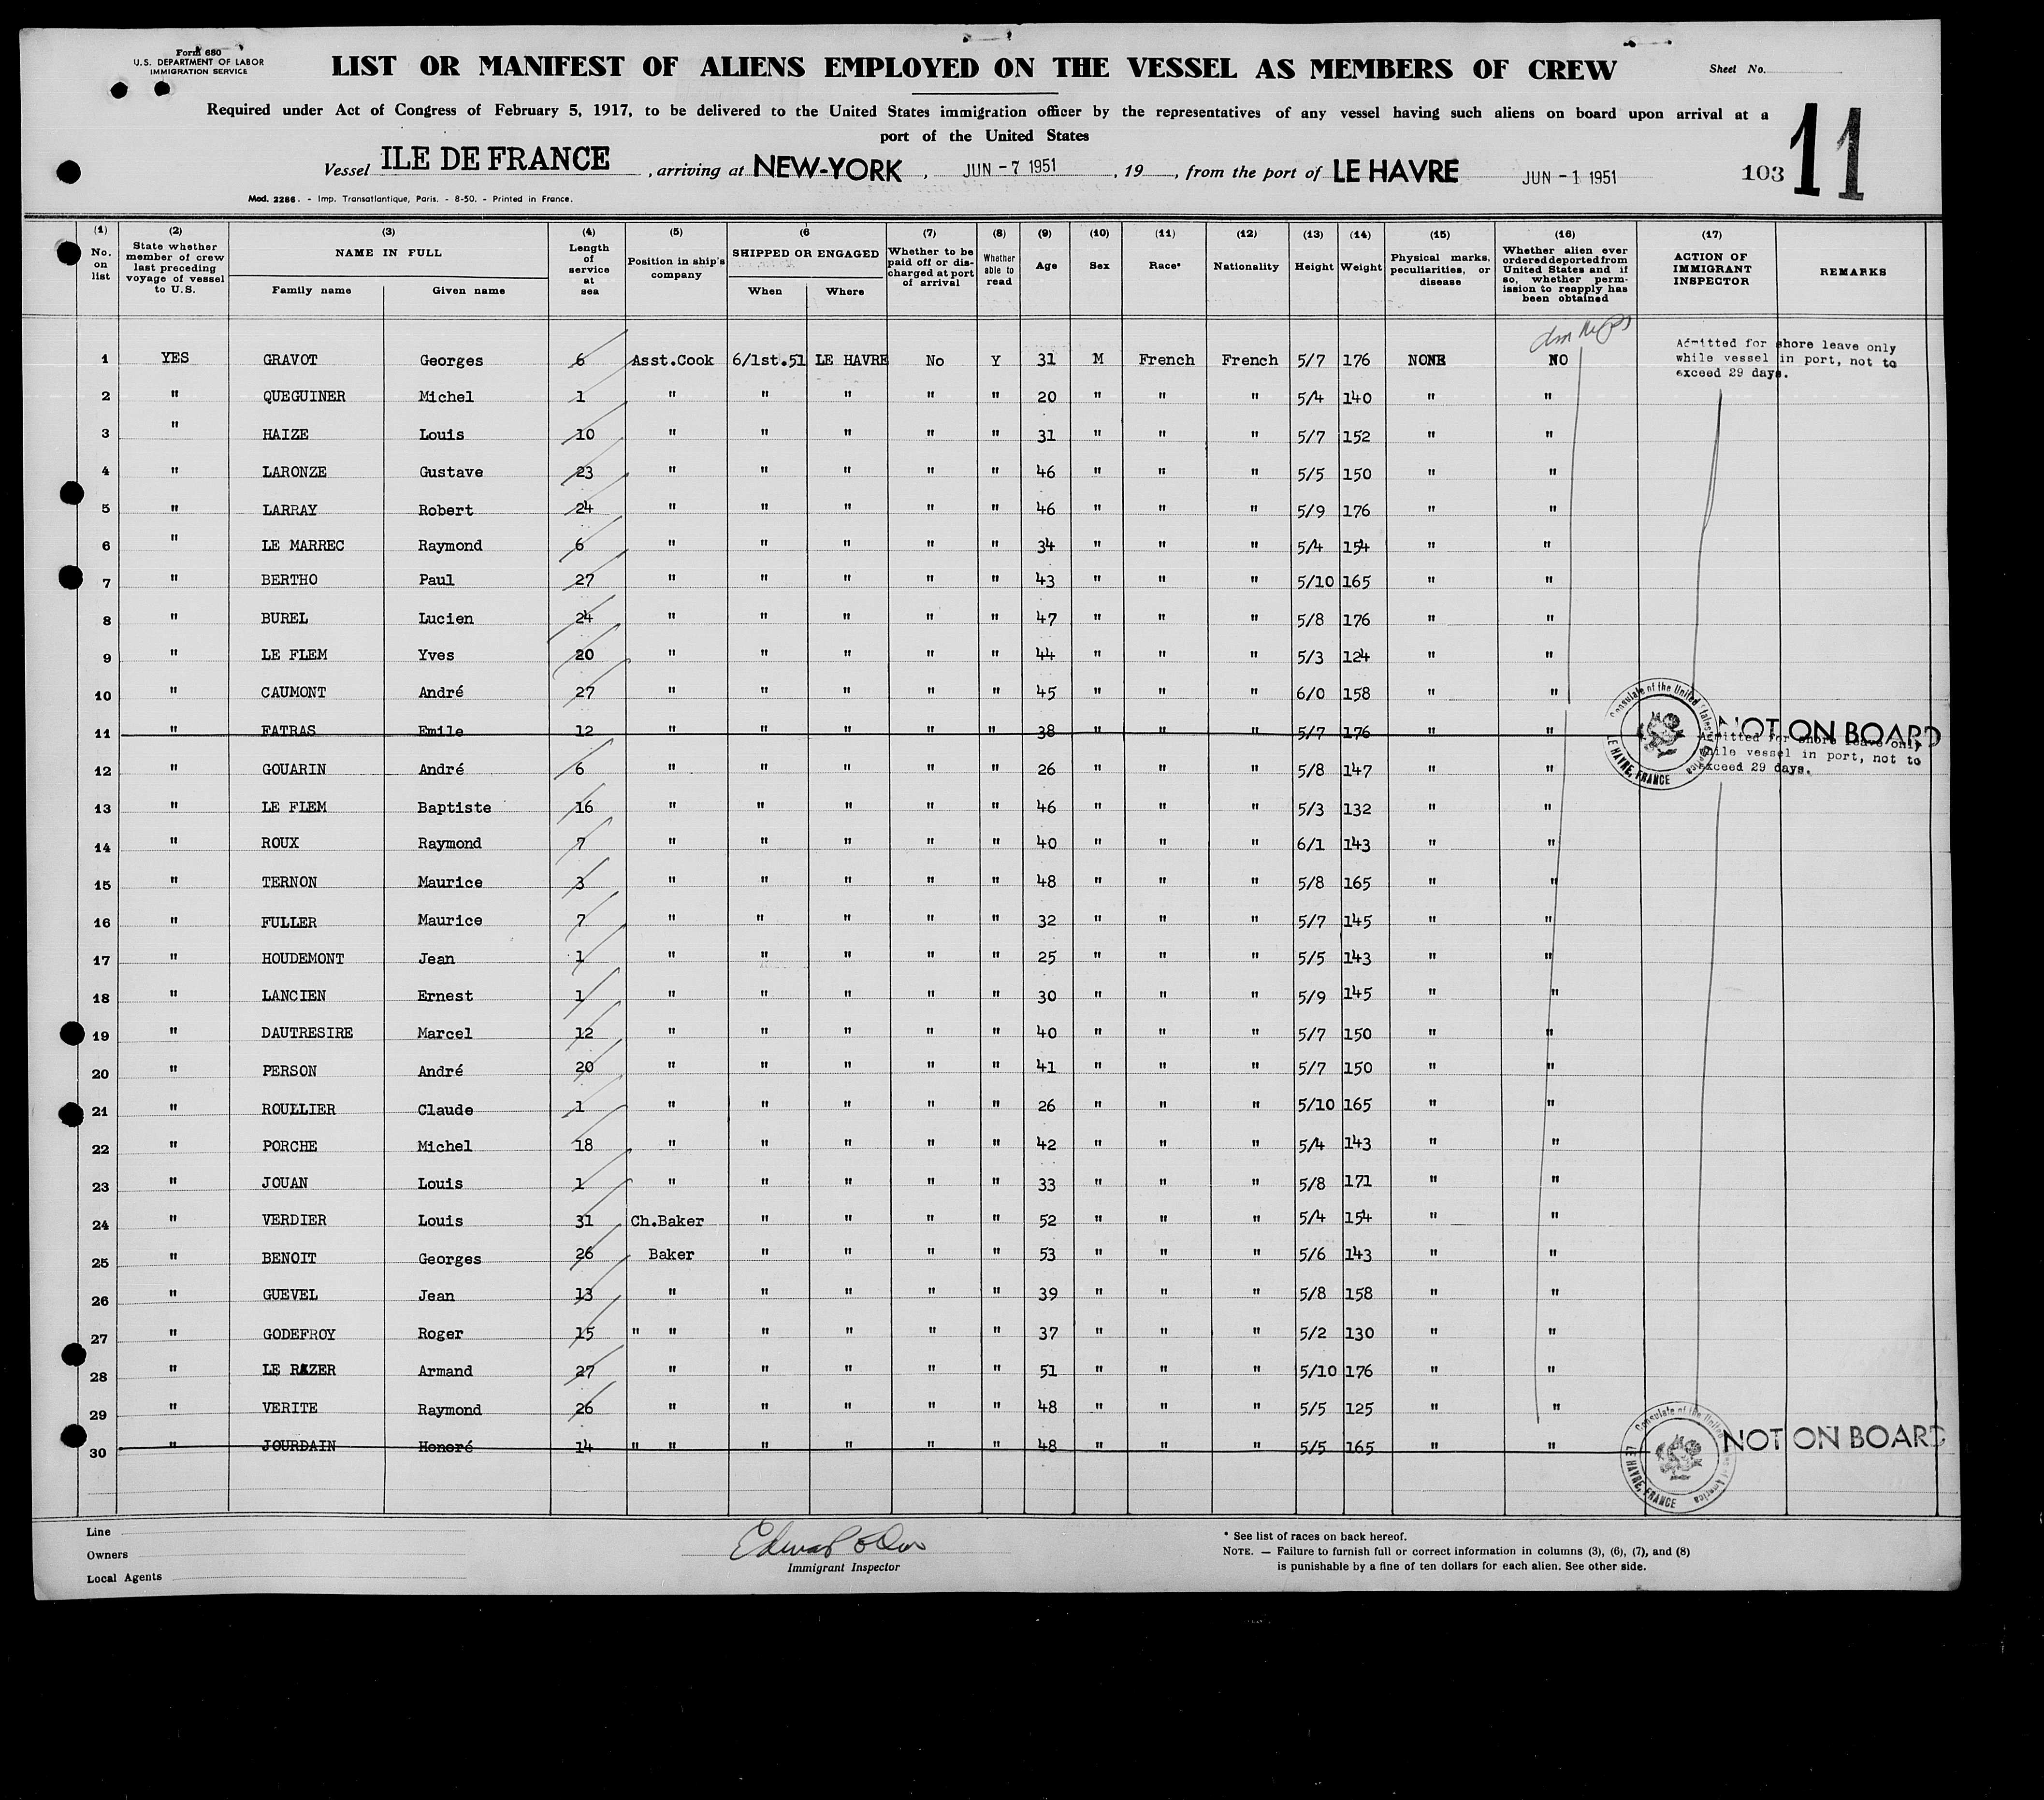 Form 680
U.S. DEPARTMENT OF LABOR
IMMIGRATION SERVICE
LIST OR MANIFEST OF ALIENS EMPLOYED ON THE VESSEL AS MEMBERS OF CREW
Sheet No.
Required under Act of Congress of February 5, 1917, to be delivered to the United States immigration officer by the representatives of any vessel having such aliens on board upon arrival at a
port of the United States
Vessel ILE DE FRANCE , arriving at NEW-YORK , JUN - 7 1951 , 19 , from the port of LE HAVRE JUN - 1 1951
103 11
Mod. 2286. - Imp. Transatlantique, Paris. - 8-50. - Printed in France.
(1) No. on list (2) State whether member of crew last preceding voyage of vessel to U.S. (3) NAME IN FULL Family name Given name (4) Length of service at sea (5) Position in ship's company (6 SHIPPED OR ENGAGED When Where (7) Whether to be paid off or discharged at port of arrival (8) Whether able to read (9) Age (10) Sex (11) Race* (12) Nationality (13) Height (14) Weight (15) Physical marks, peculiarities, or disease (16) Whether alien ever ordered deported from United States and if so, whether permission to reapply has been obtained (17) ACTION OF IMMIGRANT INSPECTOR REMARKS
1 YES GRAVOT Georges 6 Asst.Cook 6/1st.51 LE HAVRE No Y 31 M French French 5/7 176 NONE NO Admitted for shore leave only while vessel in port, not to exceed 29 days.
2 " QUEGUINER Michel 1 " " " " " 20 " " " 5/4 140 " "
3 " HAIZE Louis 10 " " " " " 31 " " " 5/7 152 " "
4 " LARONZE Gustave 23 " " " " " 46 " " " 5/5 150 " "
5 " LARRAY Robert 24 " " " " " 46 " " " 5/9 176 " "
6 " LE MARREC Raymond 6 " " " " " 34 " " " 5/4 154 " "
7 " BERTHO Paul 27 " " " " " 43 " " " 5/10 165 " "
8 " BUREL Lucien 24 " " " " " 47 " " " 5/8 176 " "
9 " LE FLEM Yves 20 " " " " " 44 " " " 5/3 124 " "
10 " CAUMONT André 27 " " " " " 45 " " " 6/0 158 " "
11 " FATRAS Emile 12 " " " " " 38 " " " 5/7 176 " " NOT ON BOARD
Consulate of the United States of America LE HAVRE, FRANCE
Admitted for shore leave only while vessel in port, not to exceed 29 days.
12 " GOUARIN André 6 " " " " " 26 " " " 5/8 147 " "
13 " LE FLEM Baptiste 16 " " " " " 46 " " " 5/3 132 " "
14 " ROUX Raymond 7 " " " " " 40 " " " 6/1 143 " "
15 " TERNON Maurice 3 " " " " " 48 " " " 5/8 165 " "
16 " FULLER Maurice 7 " " " " " 32 " " " 5/7 145 " "
17 " HOUDEMONT Jean 1 " " " " " 25 " " " 5/5 143 " "
18 " LANCIEN Ernest 1 " " " " " 30 " " " 5/9 145 " "
19 " DAUTRESIRE Marcel 12 " " " " " 40 " " " 5/7 150 " "
20 " PERSON André 20 " " " " " 41 " " " 5/7 150 " "
21 " ROULLIER Claude 1 " " " " " 26 " " " 5/10 165 " "
22 " PORCHE Michel 18 " " " " " 42 " " " 5/4 143 " "
23 " JOUAN Louis 1 " " " " " 33 " " " 5/8 171 " "
24 " VERDIER Louis 31 Ch.Baker " " " " 52 " " " 5/4 154 " "
25 " BENOIT Georges 26 Baker " " " " 53 " " " 5/6 143 " "
26 " GUEVEL Jean 13 " " " " " 39 " " " 5/8 158 " "
27 " GODEFROY Roger 15 " " " " " " 37 " " " 5/2 130 " "
28 " LE RAZER Armand 27 " " " " " 51 " " " 5/10 176 " "
29 " VERITE Raymond 26 " " " " " 48 " " " 5/5 125 " "
30 " JOURDAIN Honoré 14 " " " " " " 48 " " " 5/5 165 " " NOT ON BOARD
Consulate of the United States of America LE HAVRE, FRANCE
Line
Owners
Local Agents
Immigrant Inspector
* See list of races on back hereof.
NOTE. — Failure to furnish full or correct information in columns (3), (6), (7), and (8)
is punishable by a fine of ten dollars for each alien. See other side.